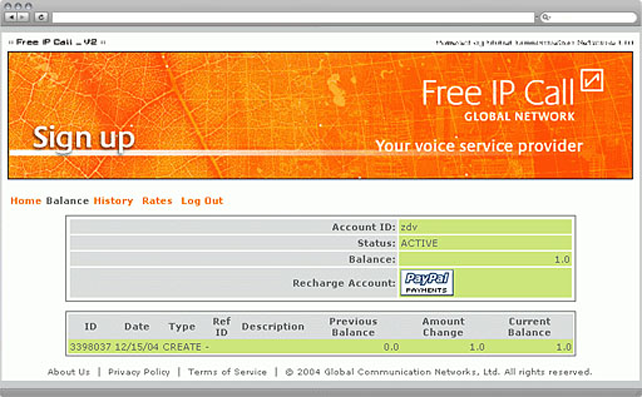 :: Free IP Call _ V2 ::
Free IP Call
GLOBAL NETWORK
Sign up
Your voice service provider
Home Balance History Rates Log Out
Account ID: zdv
Status: ACTIVE
Balance: 1.0
Recharge Account: PayPal PAYMENTS
ID Date Type Ref ID Description Previous Balance Amount Change Current Balance
3398037 12/15/04 CREATE - 0.0 1.0 1.0
About Us | Privacy Policy | Terms of Service | © 2004 Global Communication Networks, Ltd. All rights reserved.